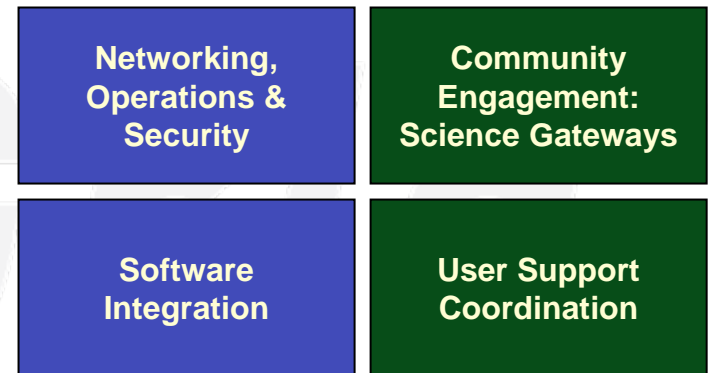 Networking,
Operations &
Security
Community
Engagement:
Science Gateways
Software
Integration
User Support
Coordination